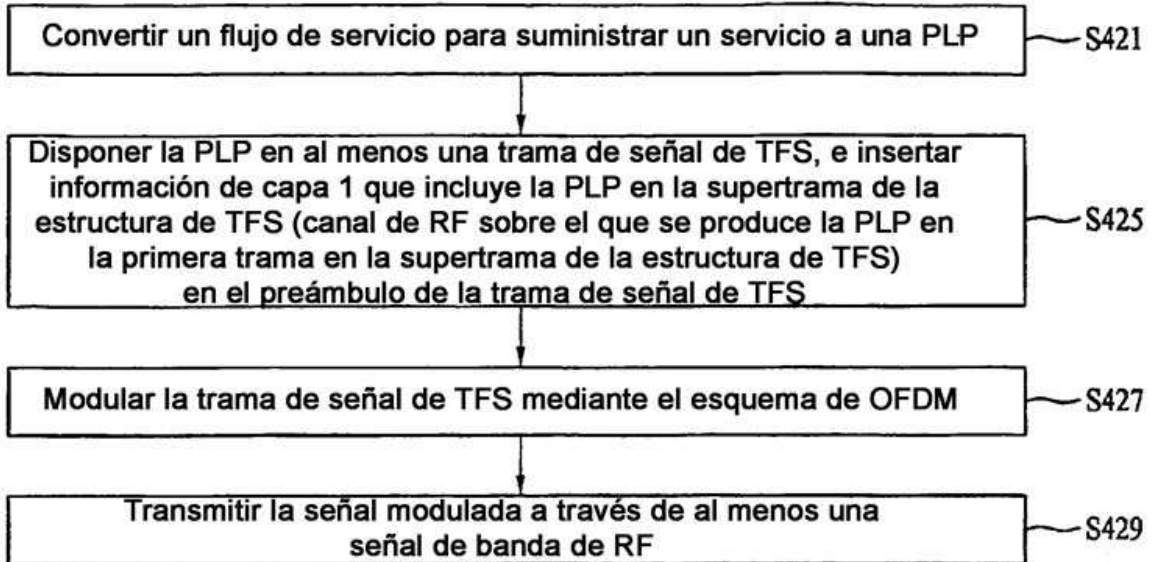 Convertir un flujo de servicio para suministrar un servicio a una PLP
S421
Disponer la PLP en al menos una trama de señal de TFS, e insertar
información de capa 1 que incluye la PLP en la supertrama de la
estructura de TFS (canal de RF sobre el que se produce la PLP en
la primera trama en la supertrama de la estructura de TFS)
en el preámbulo de la trama de señal de TFS
S425
Modular la trama de señal de TFS mediante el esquema de OFDM
S427
Transmitir la señal modulada a través de al menos una
señal de banda de RF
S429